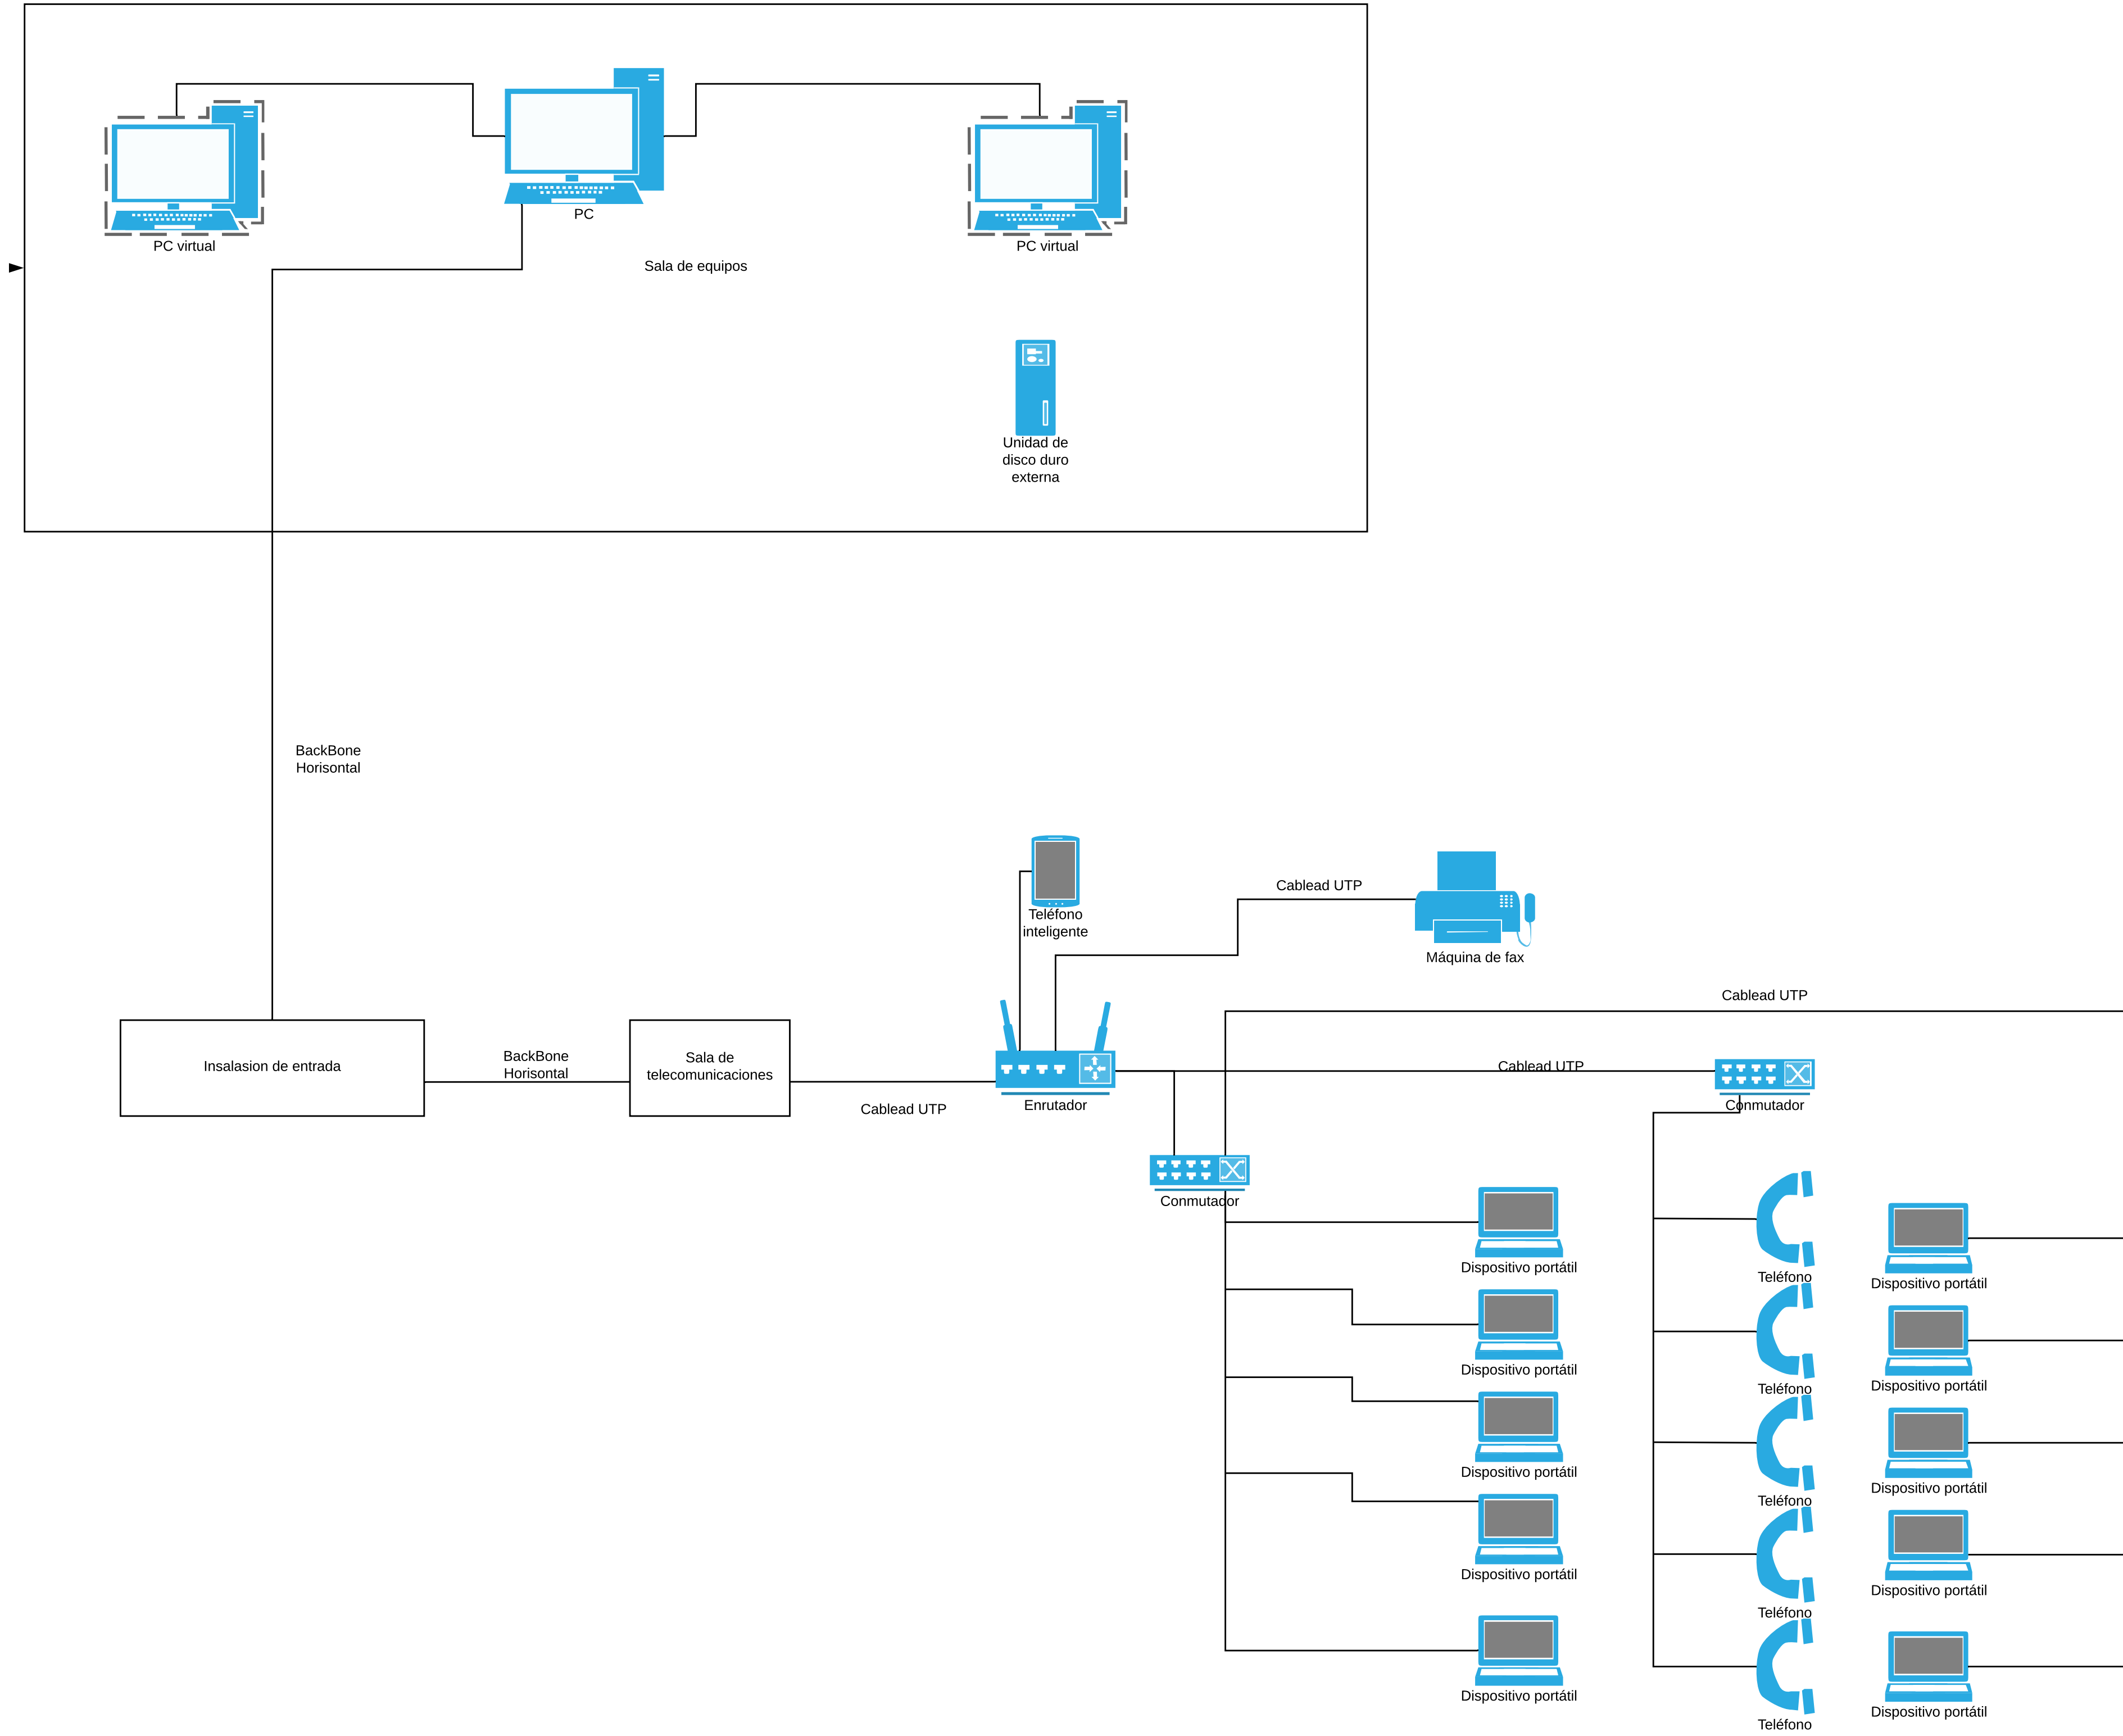 PC
PC virtual
PC virtual
Sala de equipos
Unidad de
disco duro
externa
BackBone
Horisontal
Teléfono
inteligente
Cablead UTP
Máquina de fax
Cablead UTP
Insalasion de entrada
BackBone
Horisontal
Sala de
telecomunicaciones
Cablead UTP
Enrutador
Cablead UTP
Conmutador
Conmutador
Dispositivo portátil
Teléfono
Dispositivo portátil
Dispositivo portátil
Teléfono
Dispositivo portátil
Dispositivo portátil
Teléfono
Dispositivo portátil
Dispositivo portátil
Teléfono
Dispositivo portátil
Dispositivo portátil
Teléfono
Dispositivo portátil